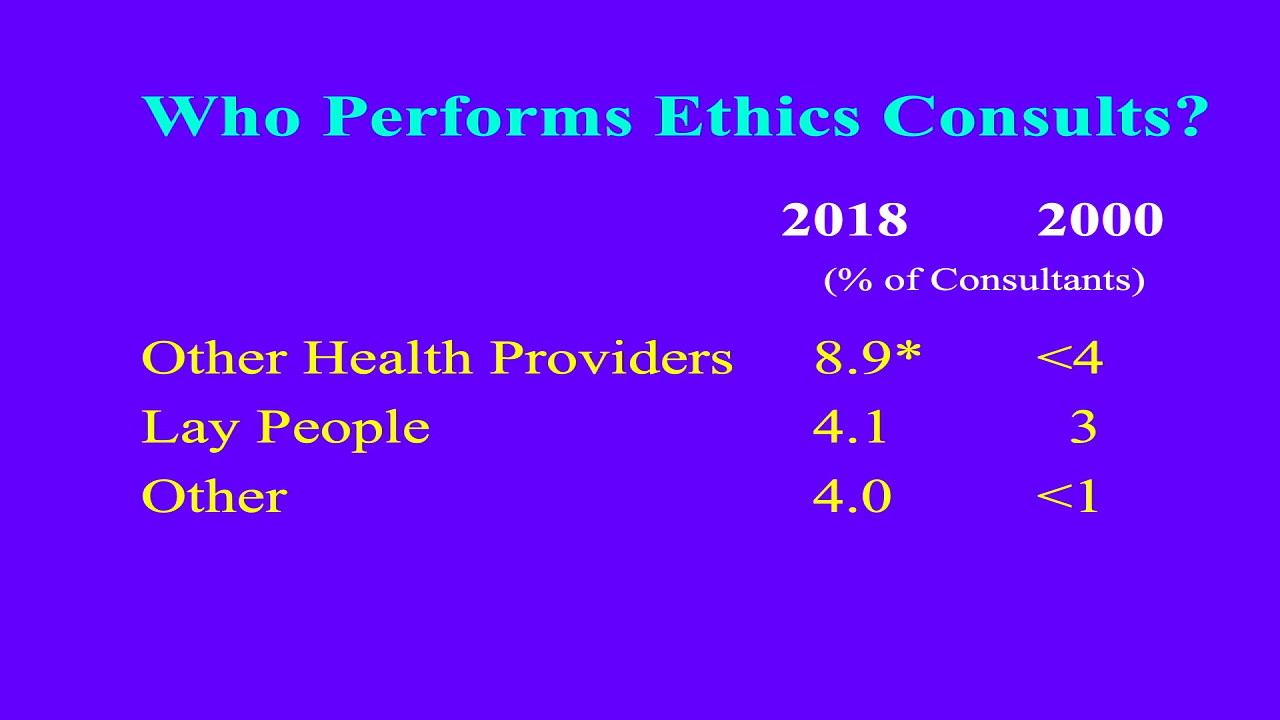 Who Performs Ethics Consults?
2018 2000
(% of Consultants)
Other Health Providers 8.9* <4
Lay People 4.1 3
Other 4.0 <1